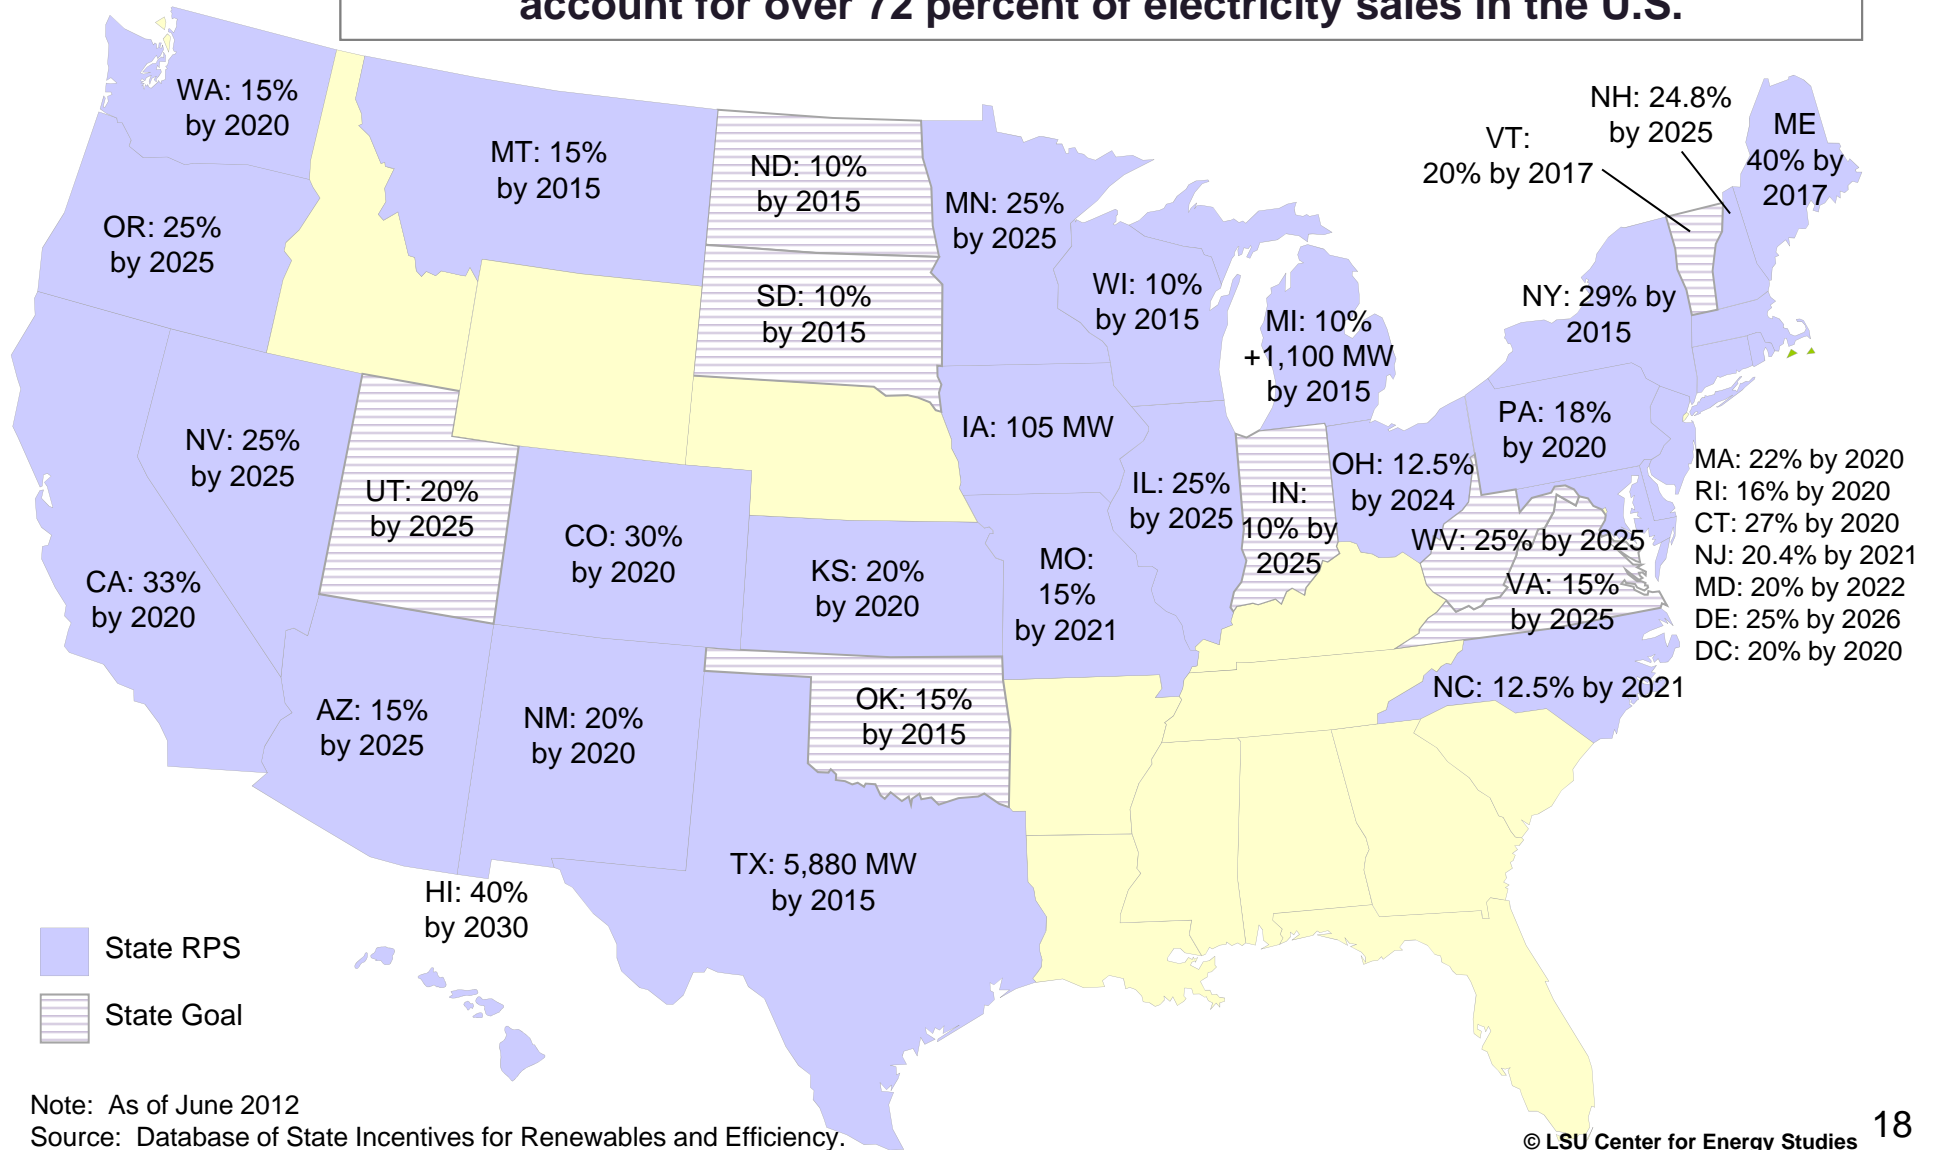 account for over 72 percent of electricity sales in the U.S.
WA: 15%
by 2020
MT: 15%
by 2015
ND: 10%
by 2015
MN: 25%
by 2025
VT:
20% by 2017
NH: 24.8%
by 2025
ME
40% by
2017
OR: 25%
by 2025
SD: 10%
by 2015
WI: 10%
by 2015
MI: 10%
+1,100 MW
by 2015
NY: 29% by
2015
NV: 25%
by 2025
UT: 20%
by 2025
IA: 105 MW
PA: 18%
by 2020
IL: 25%
by 2025
IN:
10% by
2025
OH: 12.5%
by 2024
MA: 22% by 2020
RI: 16% by 2020
CT: 27% by 2020
NJ: 20.4% by 2021
MD: 20% by 2022
DE: 25% by 2026
DC: 20% by 2020
CA: 33%
by 2020
CO: 30%
by 2020
KS: 20%
by 2020
MO:
15%
by 2021
WV: 25% by 2025
VA: 15%
by 2025
NC: 12.5% by 2021
AZ: 15%
by 2025
NM: 20%
by 2020
OK: 15%
by 2015
TX: 5,880 MW
by 2015
HI: 40%
by 2030
State RPS
State Goal
Note: As of June 2012
Source: Database of State Incentives for Renewables and Efficiency.
© LSU Center for Energy Studies
18